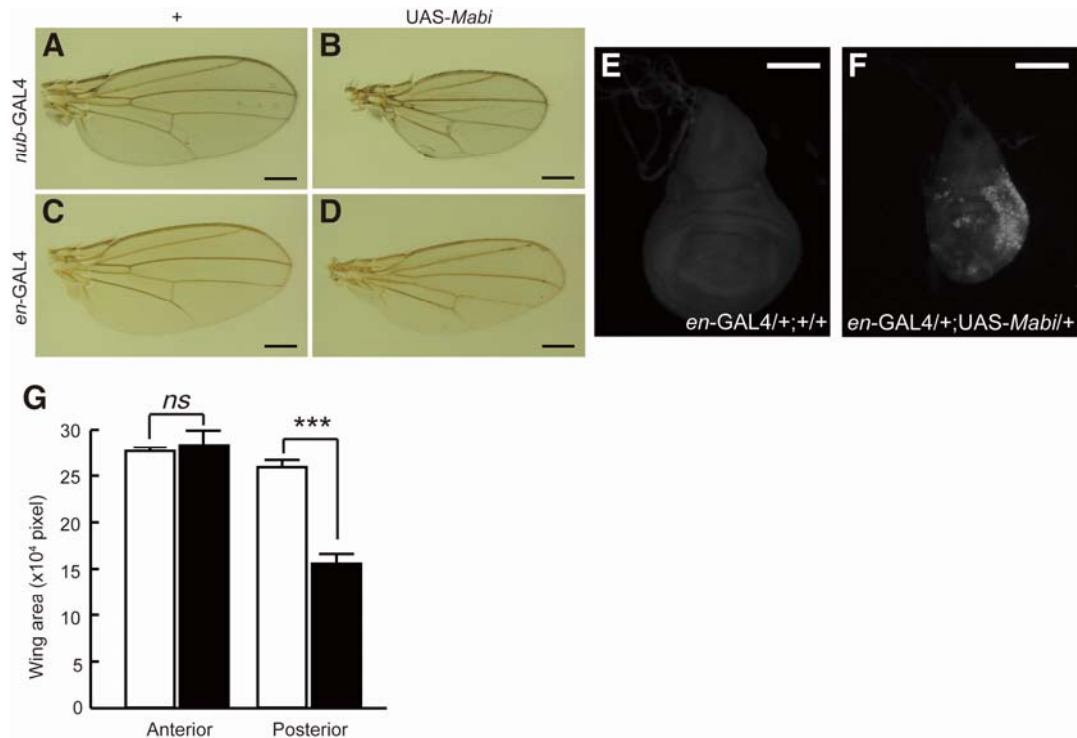 + UAS-Mabi
A B E F
nub-GAL4
C D
en-GAL4
en-GAL4/+;+/+ en-GAL4/+;UAS-Mabi/+
G
ns
***
30
25
20
15
10
5
0
Wing area (x10⁴ pixel)
Anterior Posterior